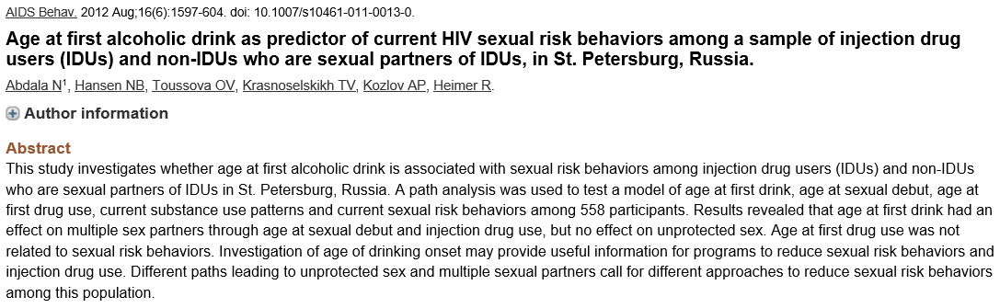 AIDS Behav. 2012 Aug;16(6):1597-604. doi: 10.1007/s10461-011-0013-0.
Age at first alcoholic drink as predictor of current HIV sexual risk behaviors among a sample of injection drug
users (IDUs) and non-IDUs who are sexual partners of IDUs, in St. Petersburg, Russia.
Abdala N1, Hansen NB, Toussova OV, Krasnoselskikh TV, Kozlov AP, Heimer R.
Author information
Abstract
This study investigates whether age at first alcoholic drink is associated with sexual risk behaviors among injection drug users (IDUs) and non-IDUs
who are sexual partners of IDUs in St. Petersburg, Russia. A path analysis was used to test a model of age at first drink, age at sexual debut, age at
first drug use, current substance use patterns and current sexual risk behaviors among 558 participants. Results revealed that age at first drink had an
effect on multiple sex partners through age at sexual debut and injection drug use, but no effect on unprotected sex. Age at first drug use was not
related to sexual risk behaviors. Investigation of age of drinking onset may provide useful information for programs to reduce sexual risk behaviors and
injection drug use. Different paths leading to unprotected sex and multiple sexual partners call for different approaches to reduce sexual risk behaviors
among this population.